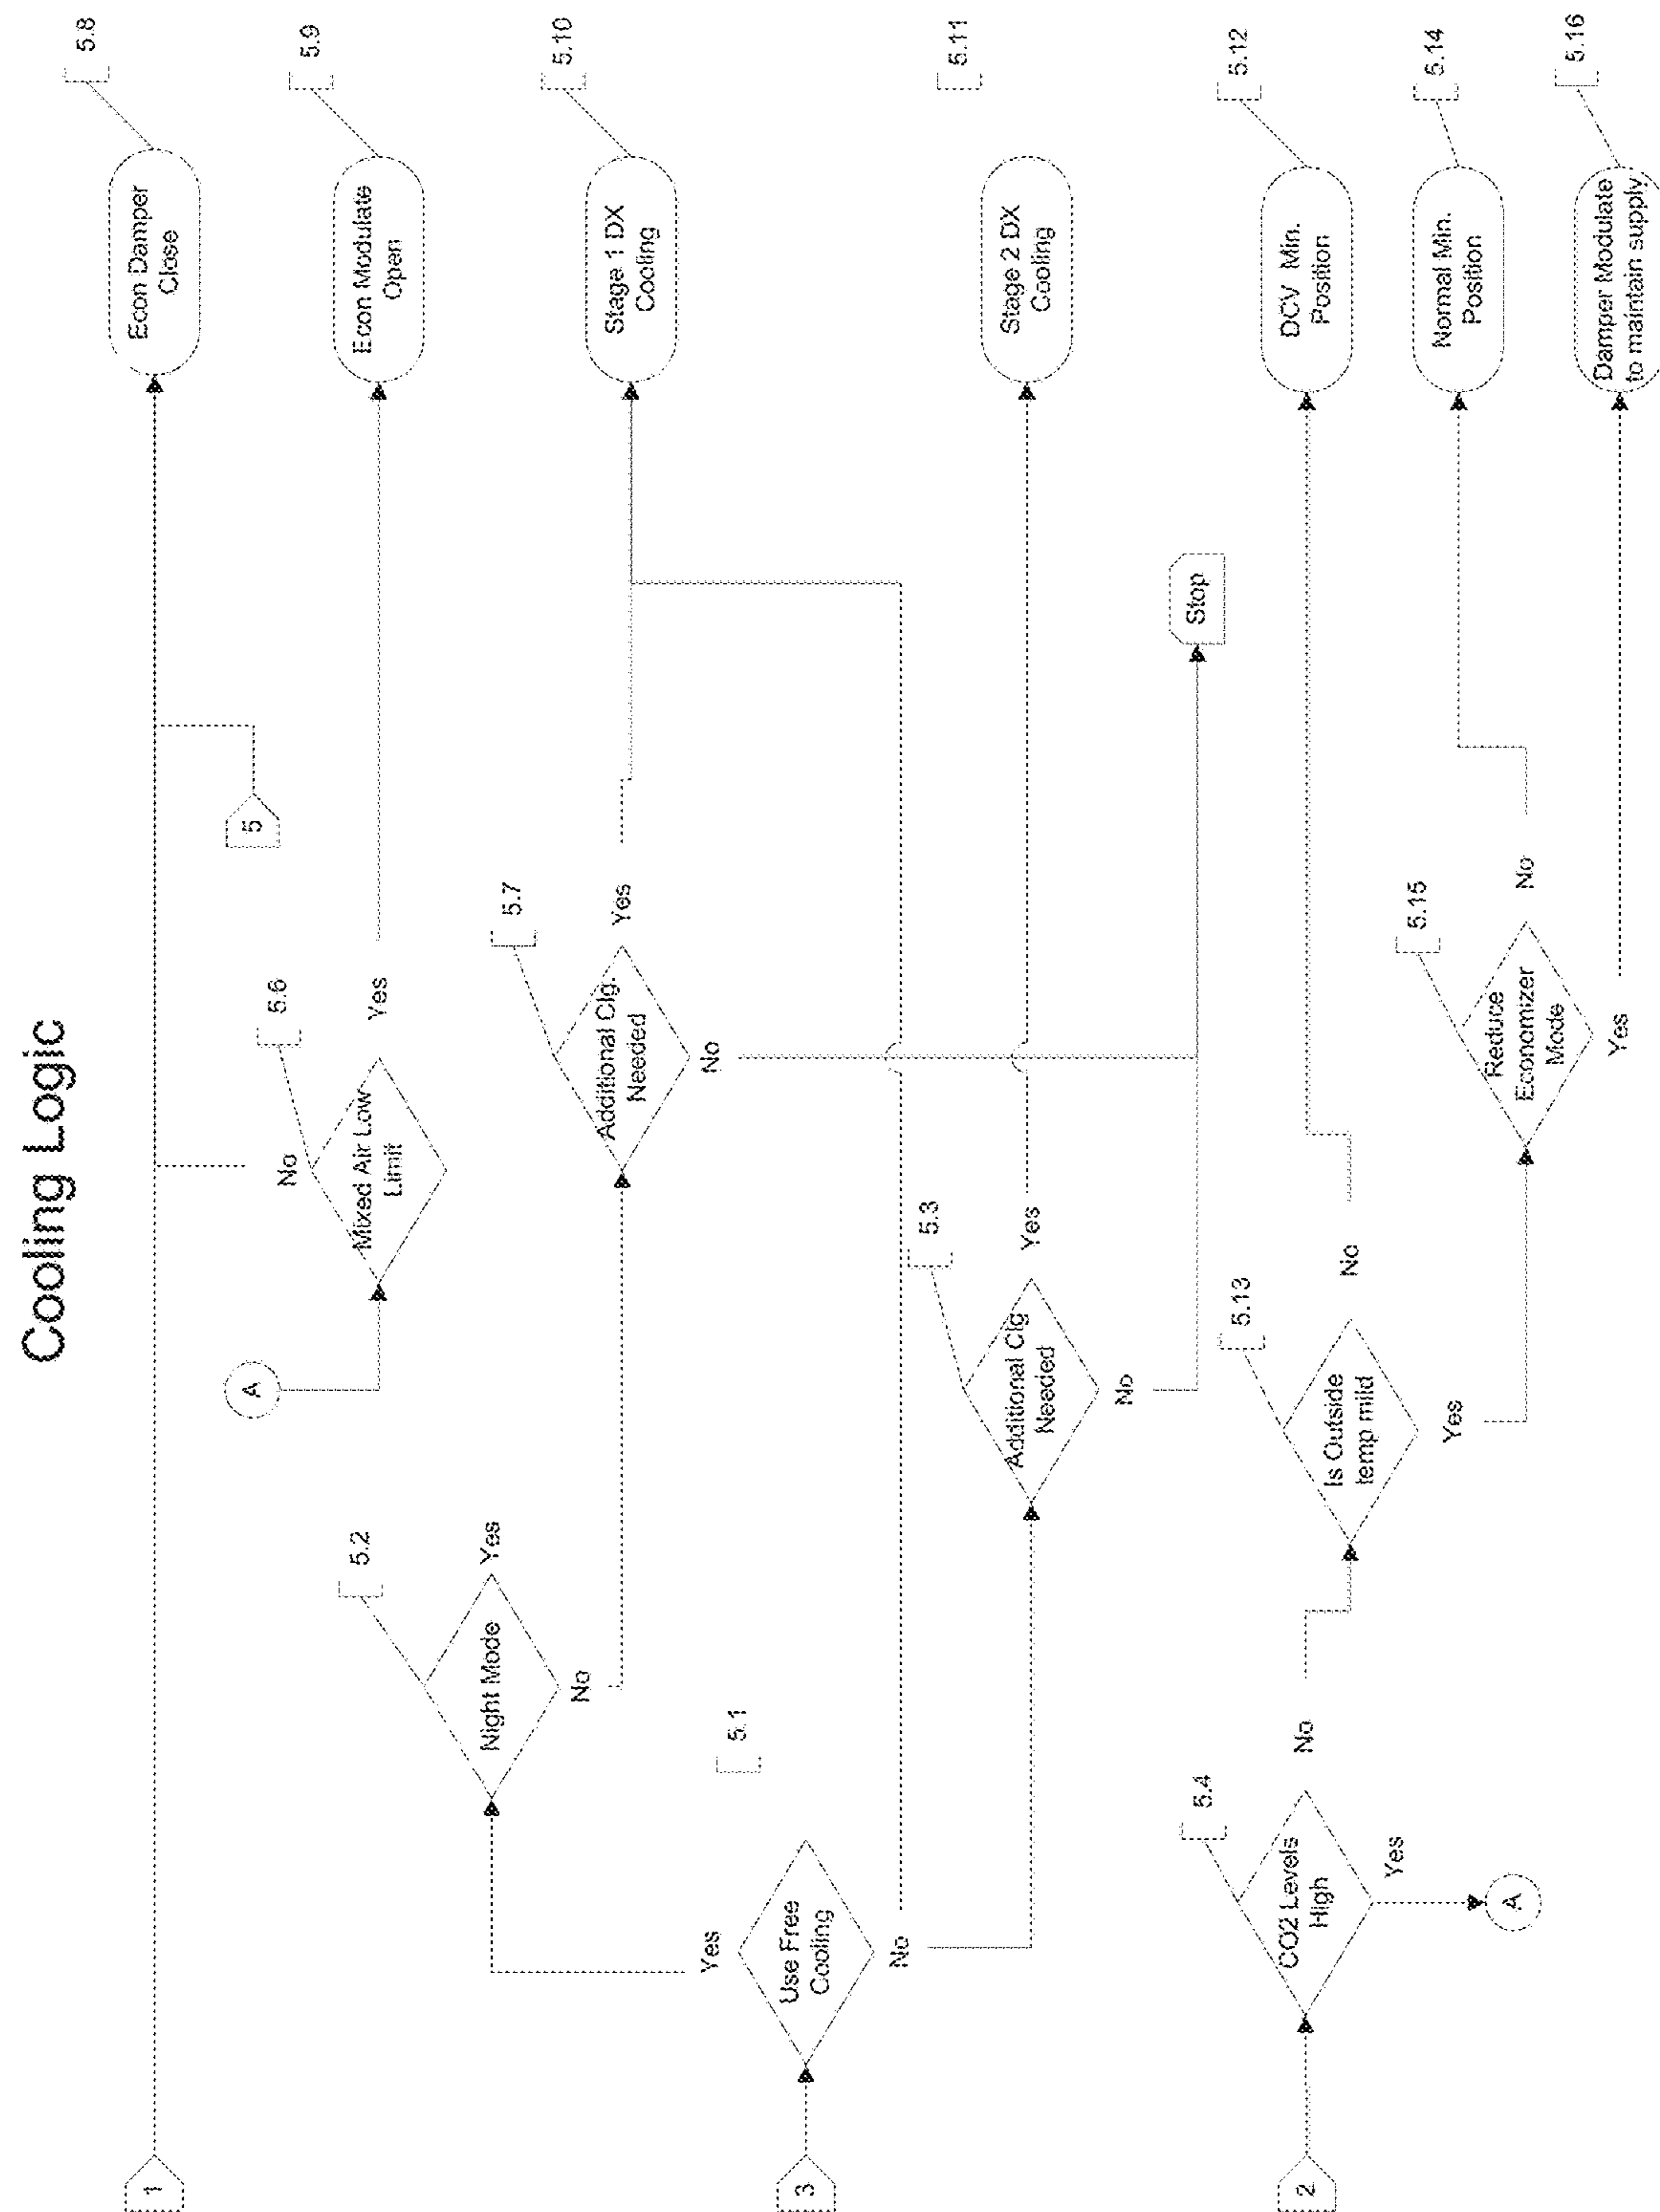 Cooling Logic
5.8
1
Econ Damper
Close
5
5.6
No
5.9
A
Mixed Air Low
Limit
Yes
Econ Modulate
Open
5.2
Night Mode
Yes
No
5.7
5.10
Additional Clg.
Needed
Yes
No
Stage 1 DX
Cooling
5.1
Yes
3
Use Free
Cooling
No
5.3
5.11
Additional Clg
Needed
Yes
No
Stage 2 DX
Cooling
Stop
5.4
5.13
5.12
2
CO2 Levels
High
No
Yes
A
Is Outside
temp mild
No
Yes
DCV Min.
Position
5.15
5.14
Reduce
Economizer
Mode
No
Yes
Normal Min.
Position
5.16
Damper Modulate
to maintain supply